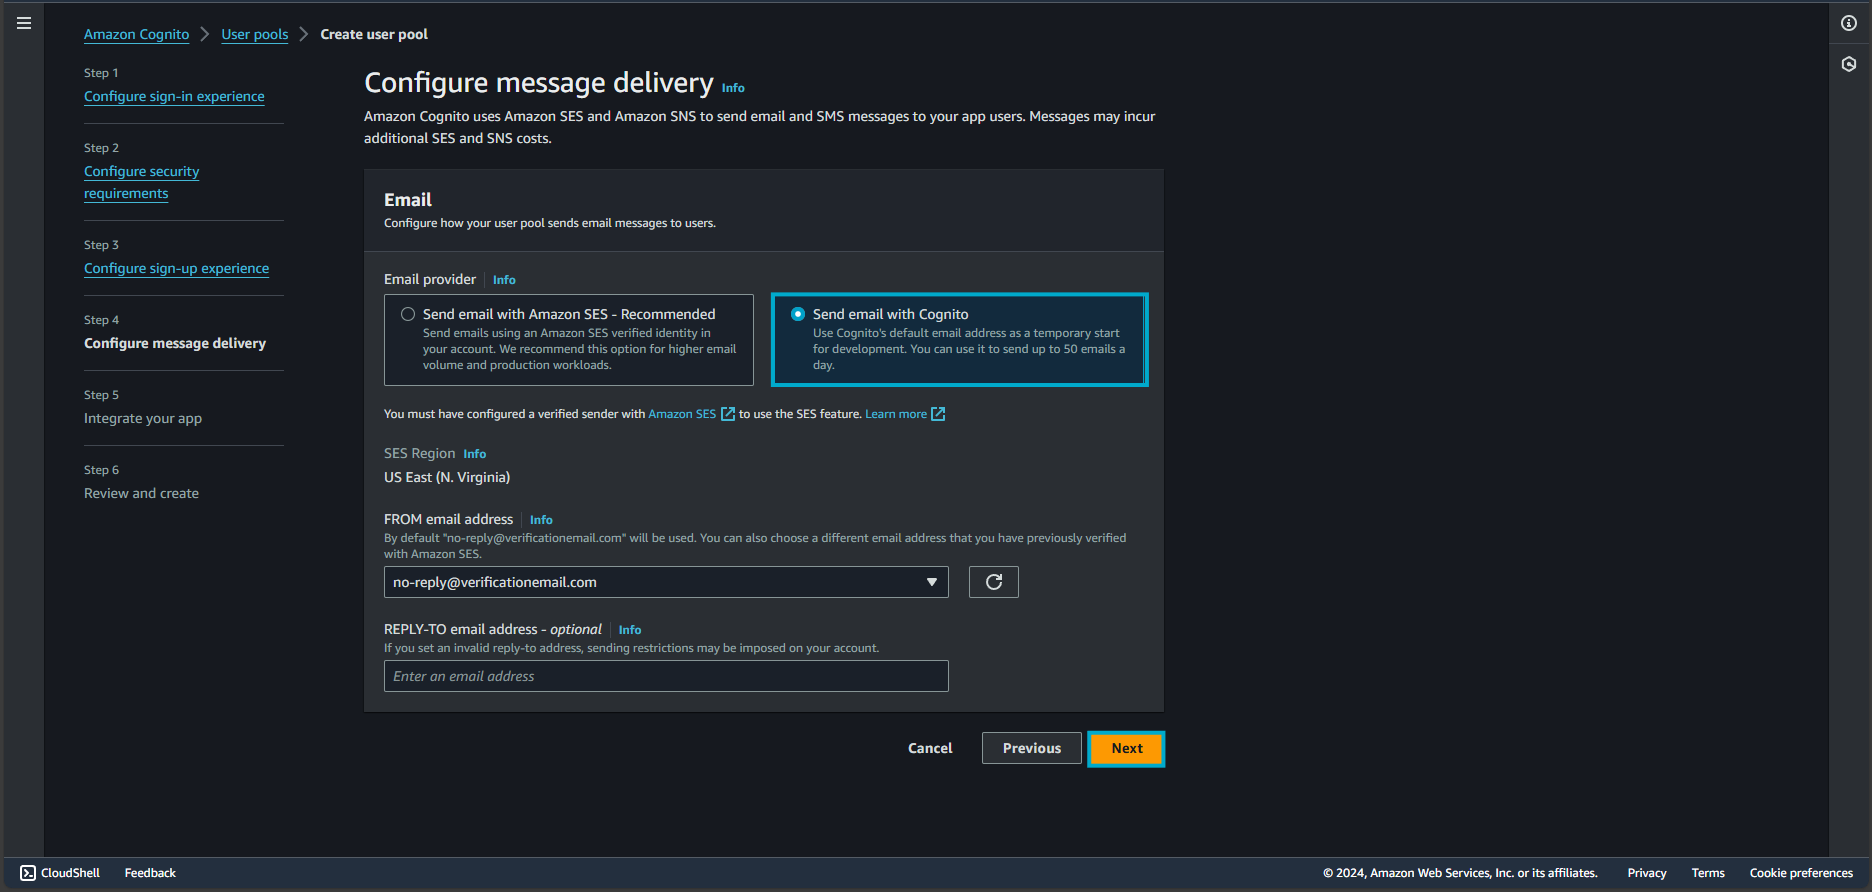 Amazon Cognito
User pools
Create user pool
Step 1
Configure sign-in experience
Step 2
Configure security
requirements
Step 3
Configure sign-up experience
Step 4
Configure message delivery
Step 5
Integrate your app
Step 6
Review and create
Configure message delivery Info
Amazon Cognito uses Amazon SES and Amazon SNS to send email and SMS messages to your app users. Messages may incur
additional SES and SNS costs.
Email
Configure how your user pool sends email messages to users.
Email provider Info
Send email with Amazon SES - Recommended
Send emails using an Amazon SES verified identity in
your account. We recommend this option for higher email
volume and production workloads.
Send email with Cognito
Use Cognito's default email address as a temporary start
for development. You can use it to send up to 50 emails a
day.
You must have configured a verified sender with Amazon SES to use the SES feature. Learn more
SES Region Info
US East (N. Virginia)
FROM email address Info
By default "no-reply@verificationemail.com" will be used. You can also choose a different email address that you have previously verified
with Amazon SES.
no-reply@verificationemail.com
REPLY-TO email address - optional Info
If you set an invalid reply-to address, sending restrictions may be imposed on your account.
Enter an email address
Cancel
Previous
Next
CloudShell
Feedback
© 2024, Amazon Web Services, Inc. or its affiliates.
Privacy
Terms
Cookie preferences